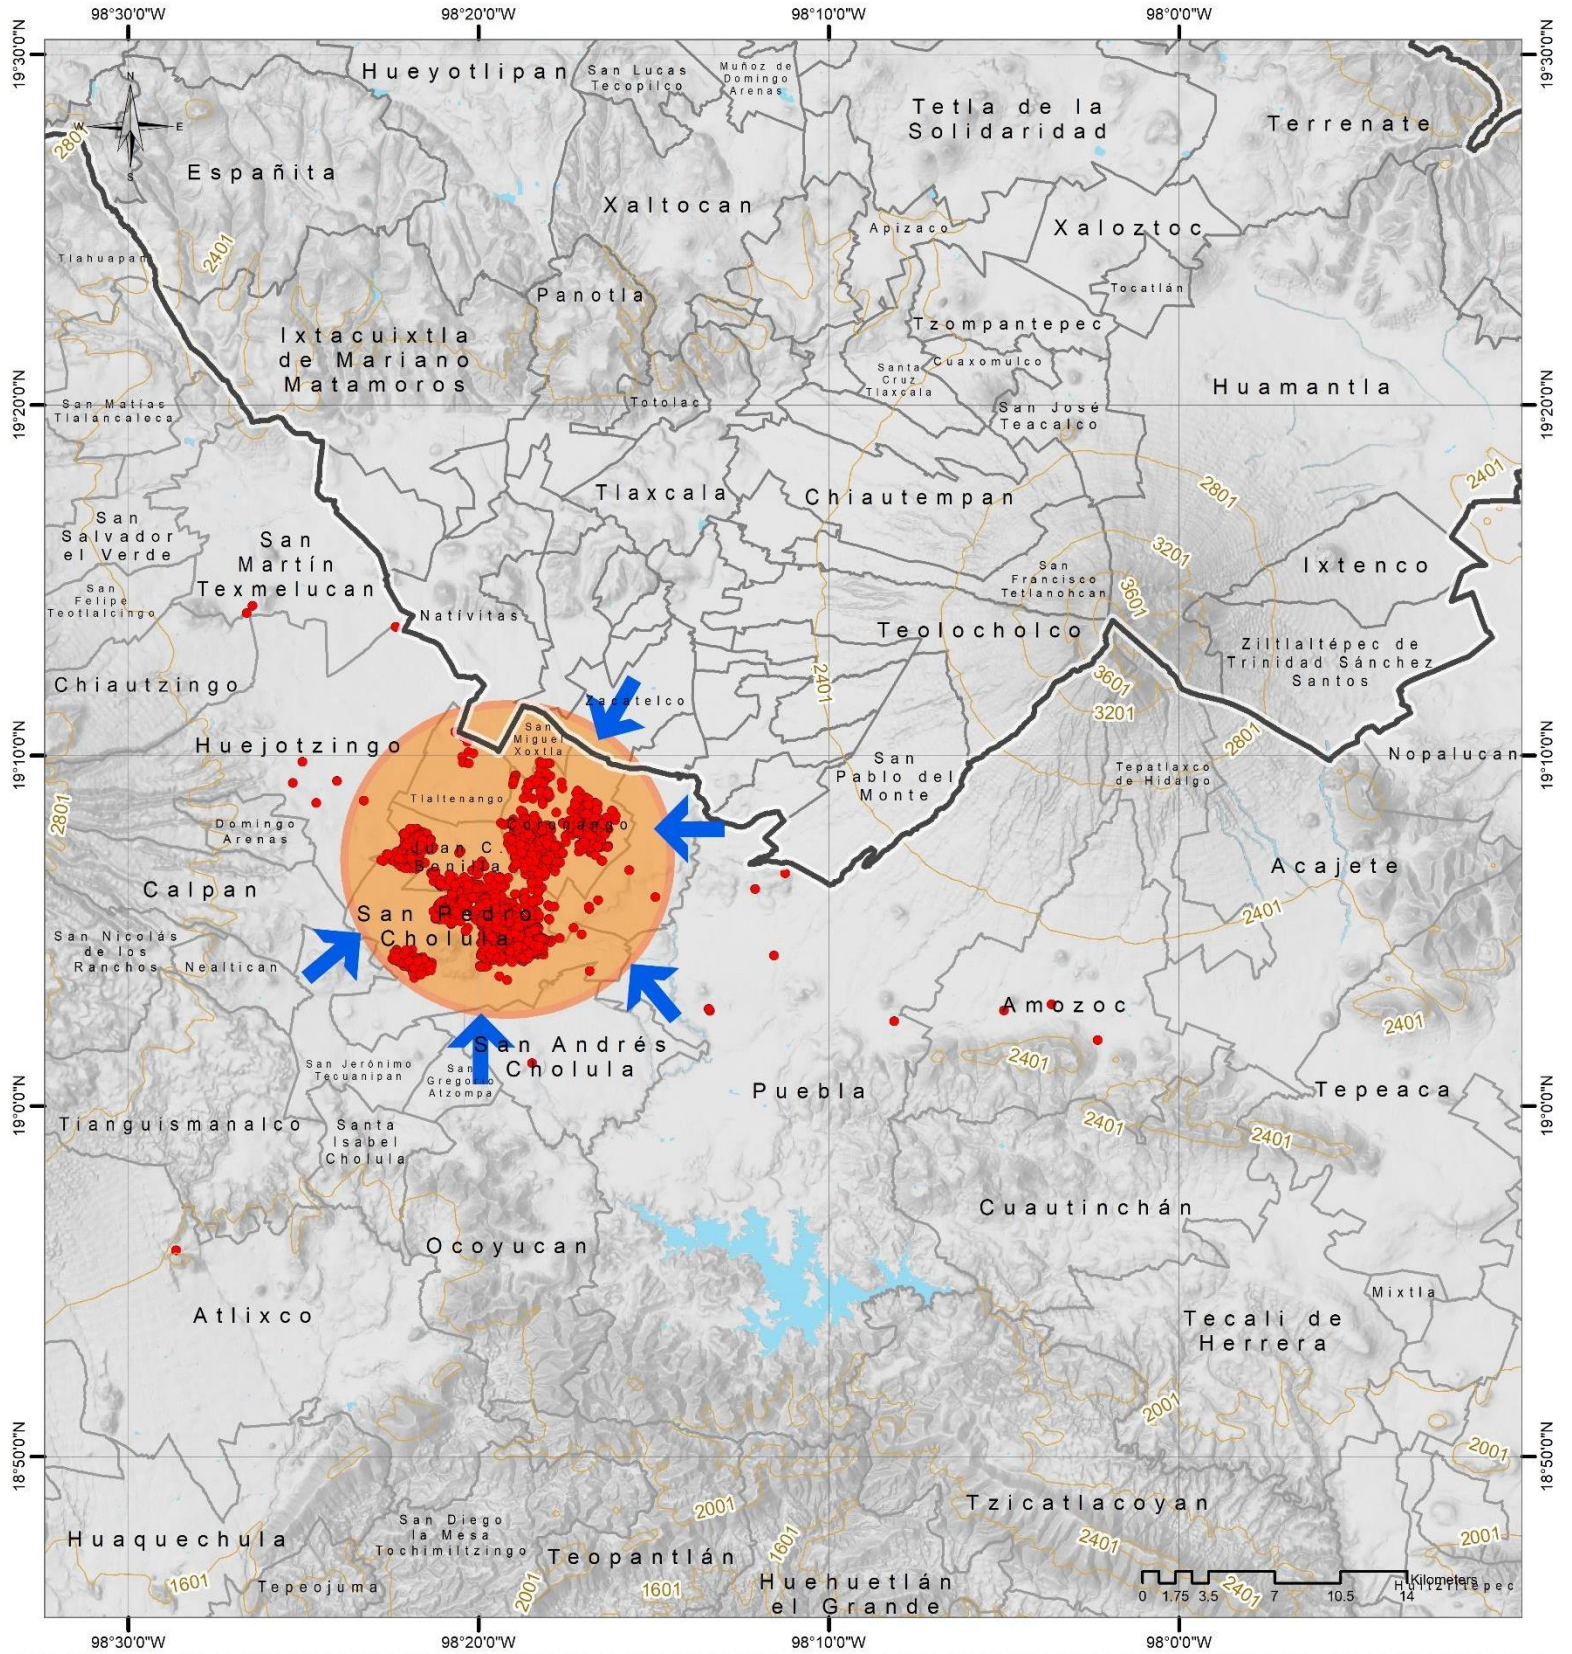 98°30'0"W
98°20'0"W
98°10'0"W
98°0'0"W
19°30'0"N
19°30'0"N
Hueyotlipan
San Lucas
Tecopilco
Muñoz de
Domingo
Arenas
Tetla de la
Solidaridad
Terrenate
N
W
E
S
2801
Españita
Xaltocan
Apizaco
Xaloztoc
Tlahuapan
2401
Panotla
Tocatlán
Ixtacuixtla
de Mariano
Matamoros
Tzompantepec
Cuaxomulco
Santa
Cruz
Tlaxcala
Huamantla
19°20'0"N
19°20'0"N
San Matías
Tlalancaleca
Totolac
San José
Teacalco
2401
Tlaxcala
Chiautempan
2801
San
Salvador
el Verde
San
Martín
Texmelucan
3201
San
Francisco
Tetlanohcan
Ixtenco
San
Felipe
Teotlalcingo
3601
Natívitas
Teolocholco
Ziltlaltépec de
Trinidad Sánchez
Santos
2401
Chiautzingo
3601
Zacatelco
3201
2801
Huejotzingo
San
Miguel
Xoxtla
19°10'0"N
19°10'0"N
Nopalucan
San
Pablo del
Monte
Tepatlaxco
de Hidalgo
Tlaltenango
2801
Domingo
Arenas
Coronango
Juan C.
Bonilla
Acajete
Calpan
San Pedro
Cholula
2401
San Nicolás
de los
Ranchos
Nealtican
Amozoc
2401
San Andrés
Cholula
2401
San Jerónimo
Tecuanipan
San
Gregorio
Atzompa
Puebla
Tepeaca
19°0'0"N
19°0'0"N
Tianguismanalco
Santa
Isabel
Cholula
2401
2401
Cuautinchán
Ocoyucan
Mixtla
Atlixco
Tecali de
Herrera
2001
2001
18°50'0"N
18°50'0"N
Tzicatlacoyan
2001
San Diego
la Mesa
Tochimiltzingo
Huaquechula
Teopantlán
1601
2401
2001
1601
Tepeojuma
2001
1601
Huehuetlán
el Grande
2401
Kilometers
0 1.75 3.5 7 10.5 14
98°30'0"W
98°20'0"W
98°10'0"W
98°0'0"W